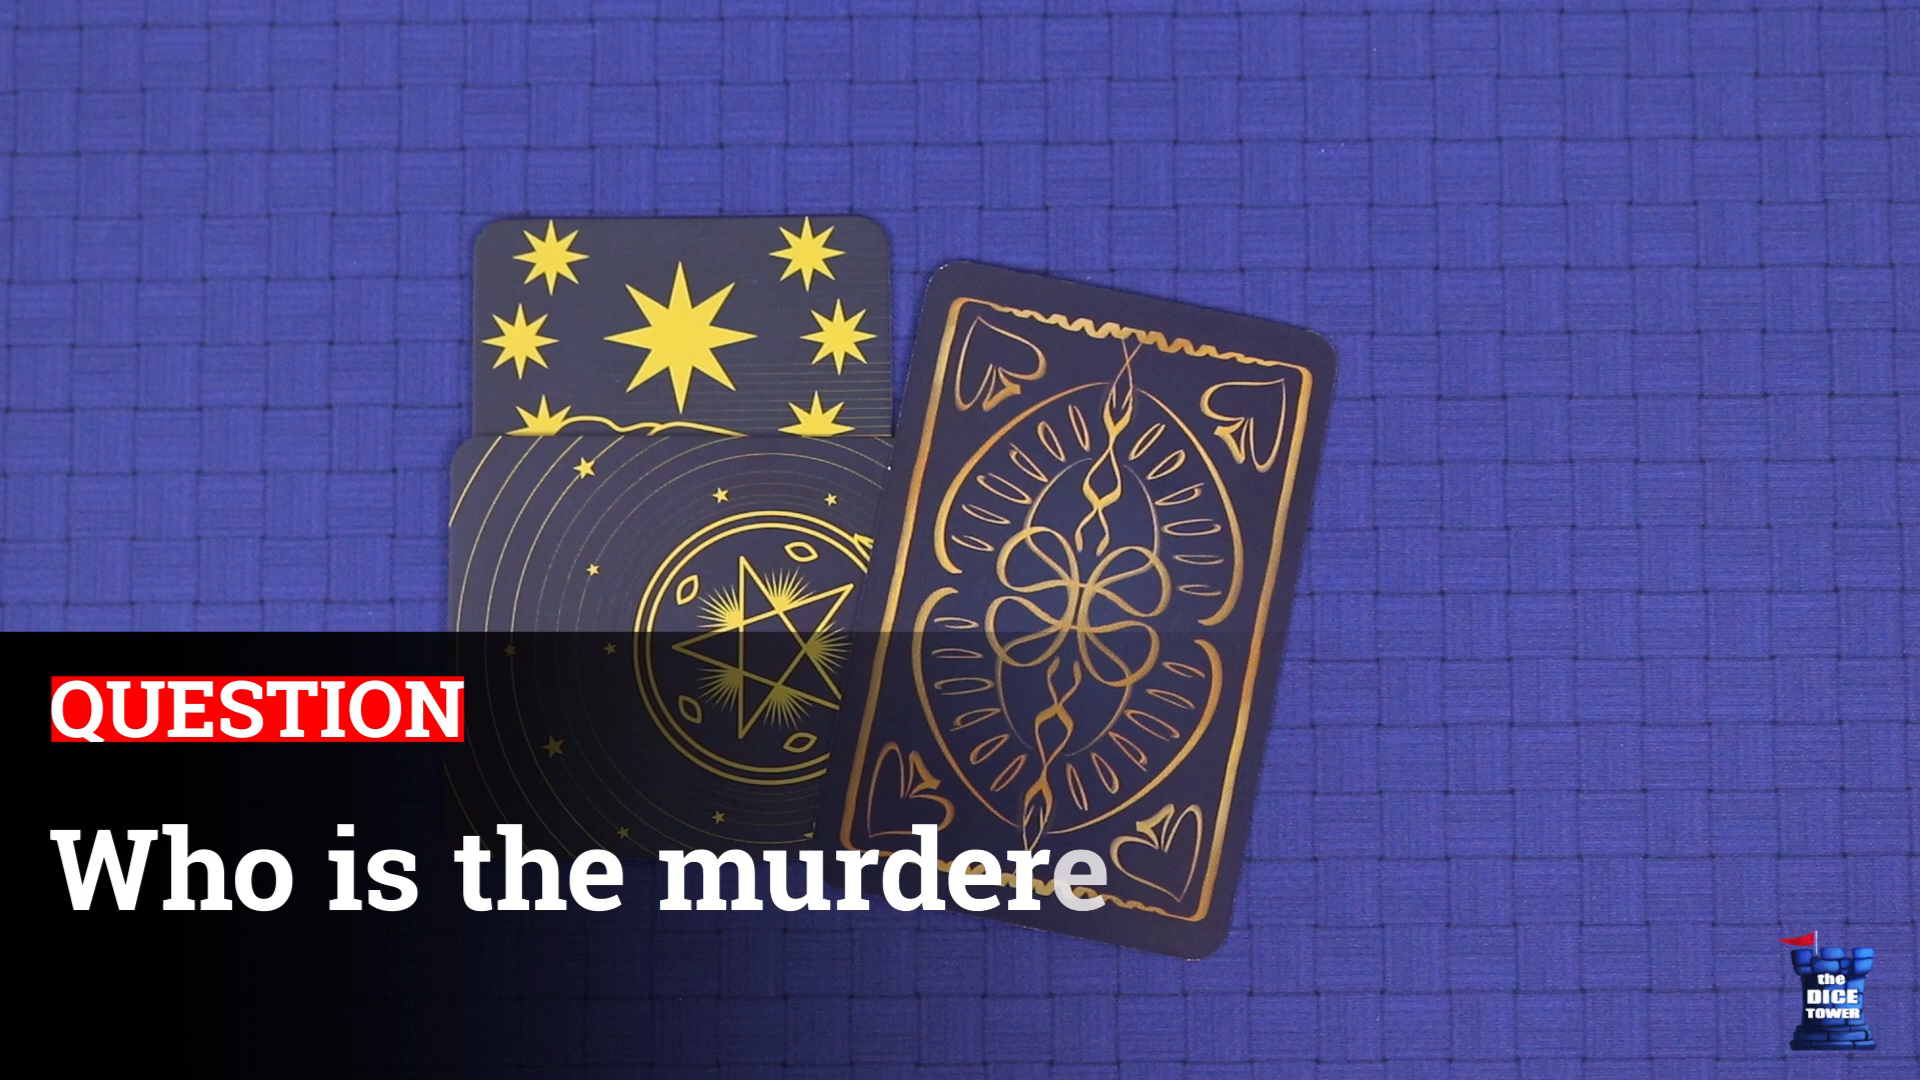 QUESTION
Who is the murdere
the
DICE
TOWER